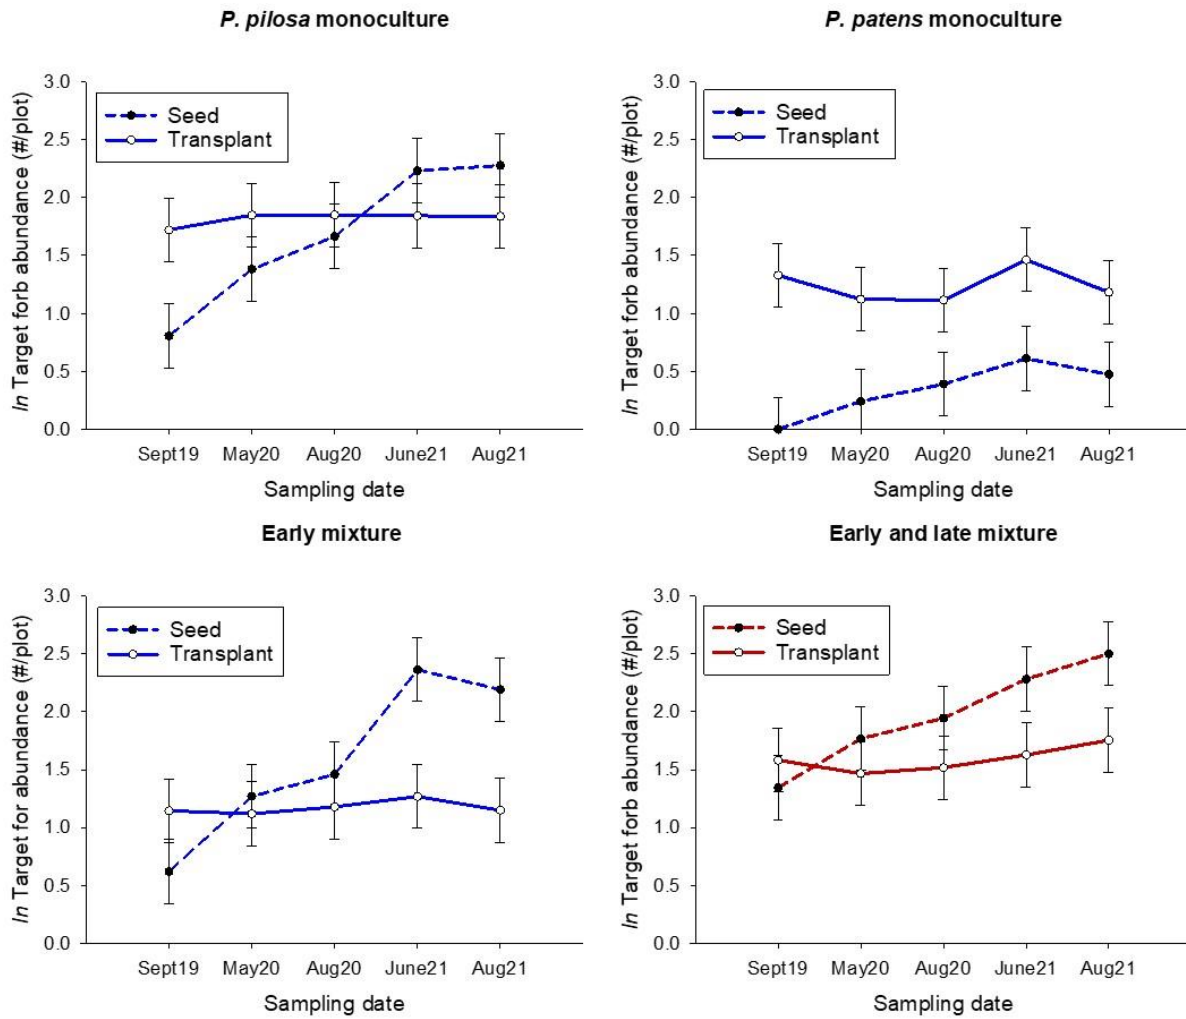 P. pilosa monoculture
ln Target forb abundance (#/plot)
3.0
2.5
2.0
1.5
1.0
0.5
0.0
Seed
Transplant
Sept19 May20 Aug20 June21 Aug21
Sampling date
P. patens monoculture
ln Target forb abundance (#/plot)
3.0
2.5
2.0
1.5
1.0
0.5
0.0
Seed
Transplant
Sept19 May20 Aug20 June21 Aug21
Sampling date
Early mixture
ln Target for abundance (#/plot)
3.0
2.5
2.0
1.5
1.0
0.5
0.0
Seed
Transplant
Sept19 May20 Aug20 June21 Aug21
Sampling date
Early and late mixture
ln Target forb abundance (#/plot)
3.0
2.5
2.0
1.5
1.0
0.5
0.0
Seed
Transplant
Sept19 May20 Aug20 June21 Aug21
Sampling date